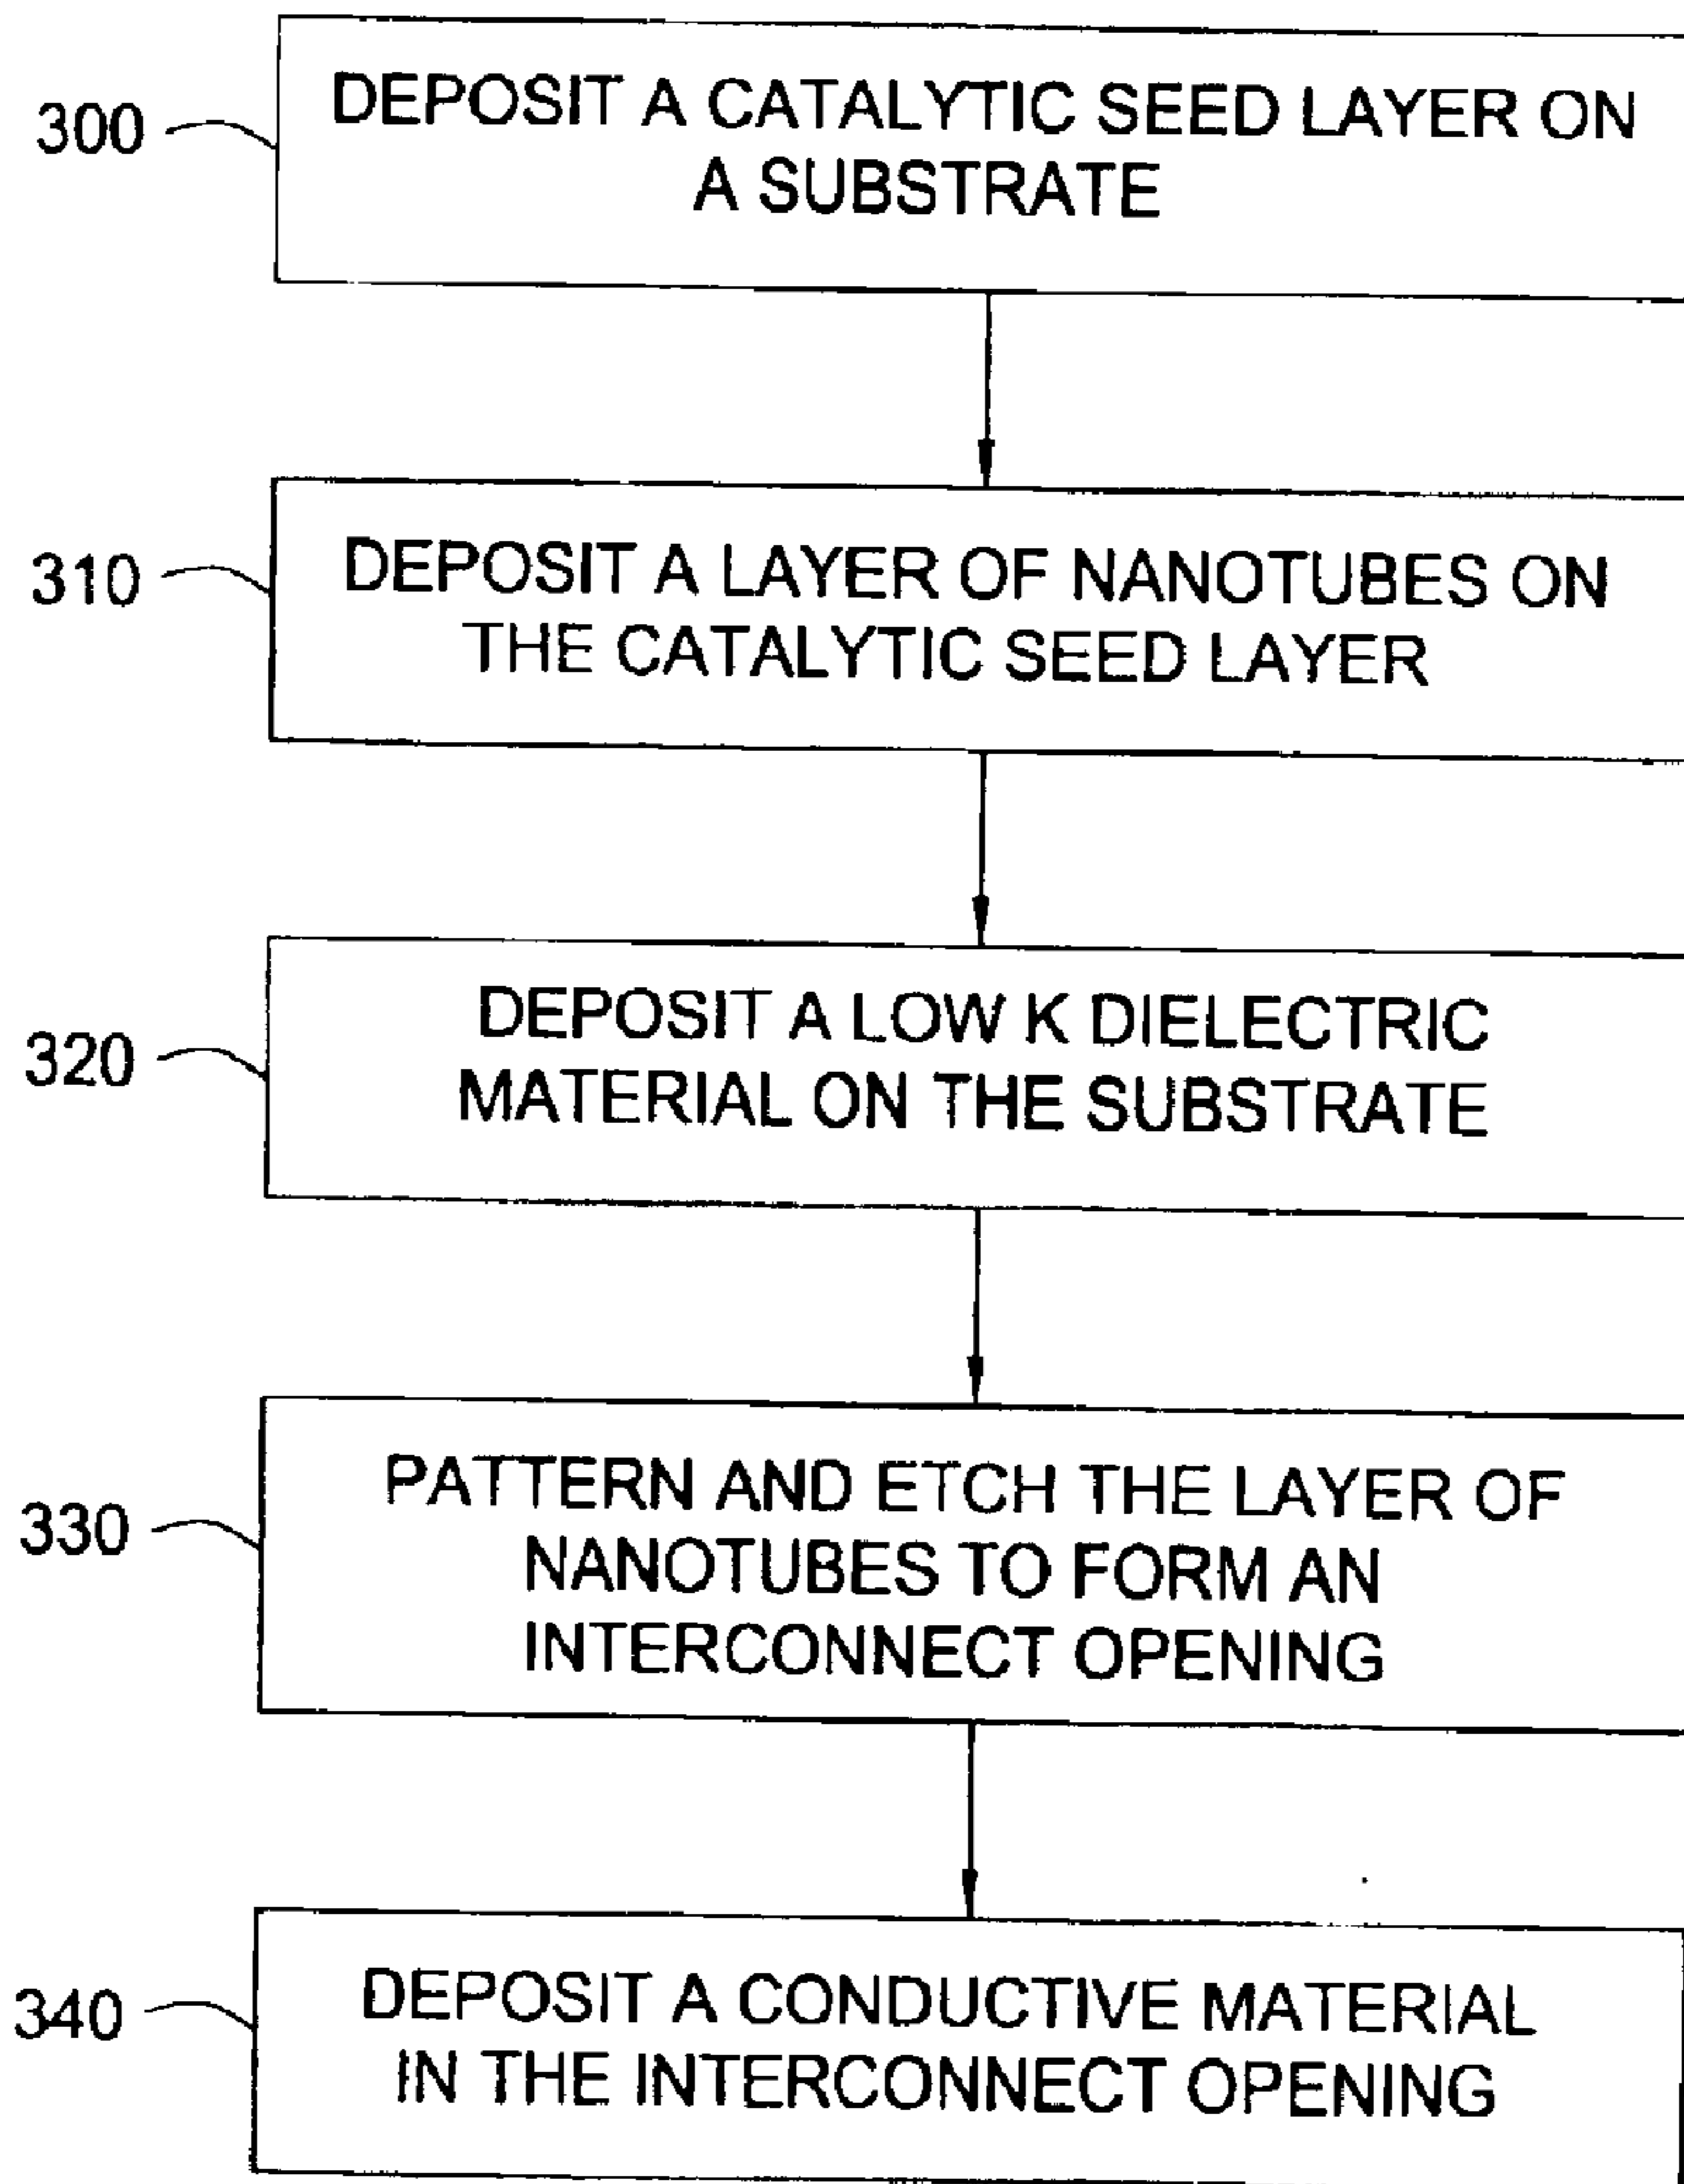 300
DEPOSIT A CATALYTIC SEED LAYER ON
A SUBSTRATE
310
DEPOSIT A LAYER OF NANOTUBES ON
THE CATALYTIC SEED LAYER
320
DEPOSIT A LOW K DIELECTRIC
MATERIAL ON THE SUBSTRATE
330
PATTERN AND ETCH THE LAYER OF
NANOTUBES TO FORM AN
INTERCONNECT OPENING
340
DEPOSIT A CONDUCTIVE MATERIAL
IN THE INTERCONNECT OPENING